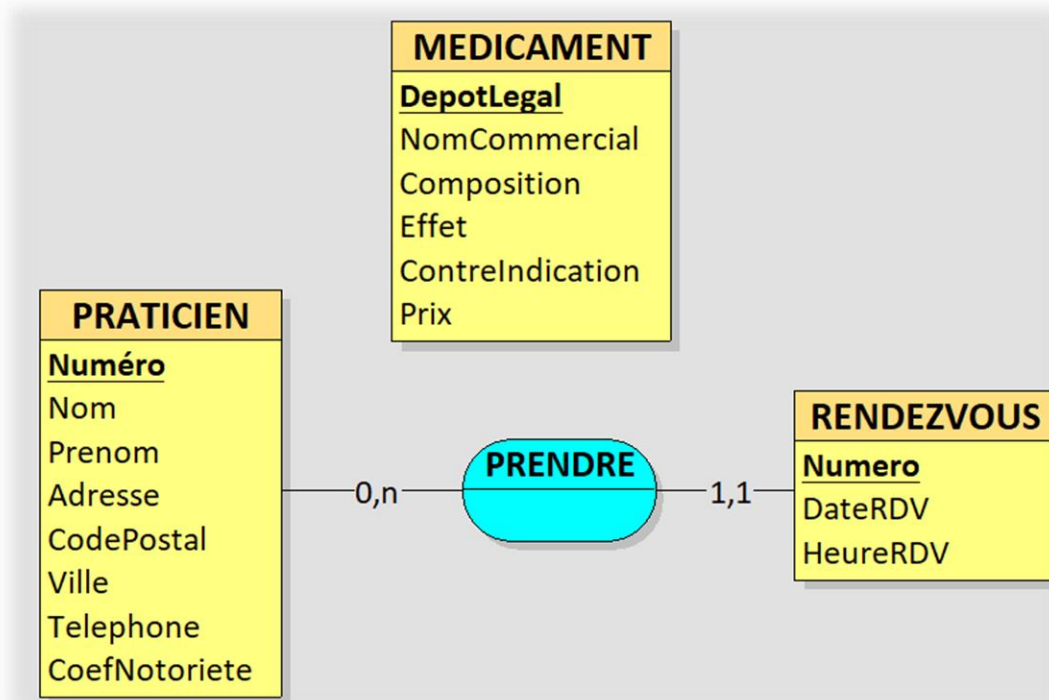 MEDICAMENT
DepotLegal
NomCommercial
Composition
Effet
ContreIndication
Prix
PRATICIEN
Numéro
Nom
Prenom
Adresse
CodePostal
Ville
Telephone
CoefNotoriete
0,n
PRENDRE
1,1
RENDEZVOUS
Numero
DateRDV
HeureRDV